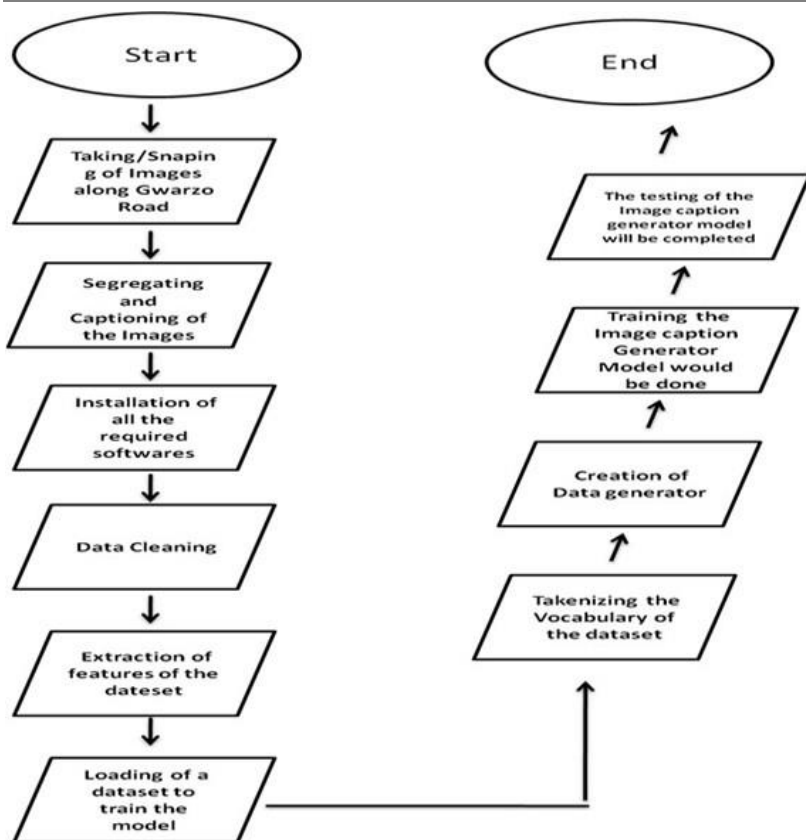 Start
Taking/Snapin
g of Images
along Gwarzo
Road
Segregating
and
Captioning of
the Images
Installation of
all the
required
softwares
Data Cleaning
Extraction of
features of the
dateset
Loading of a
dataset to
train the
model
Takenizing the
Vocabulary of
the dataset
Creation of
Data generator
Training the
Image caption
Generator
Model would
be done
The testing of the
Image caption
generator model
will be completed
End